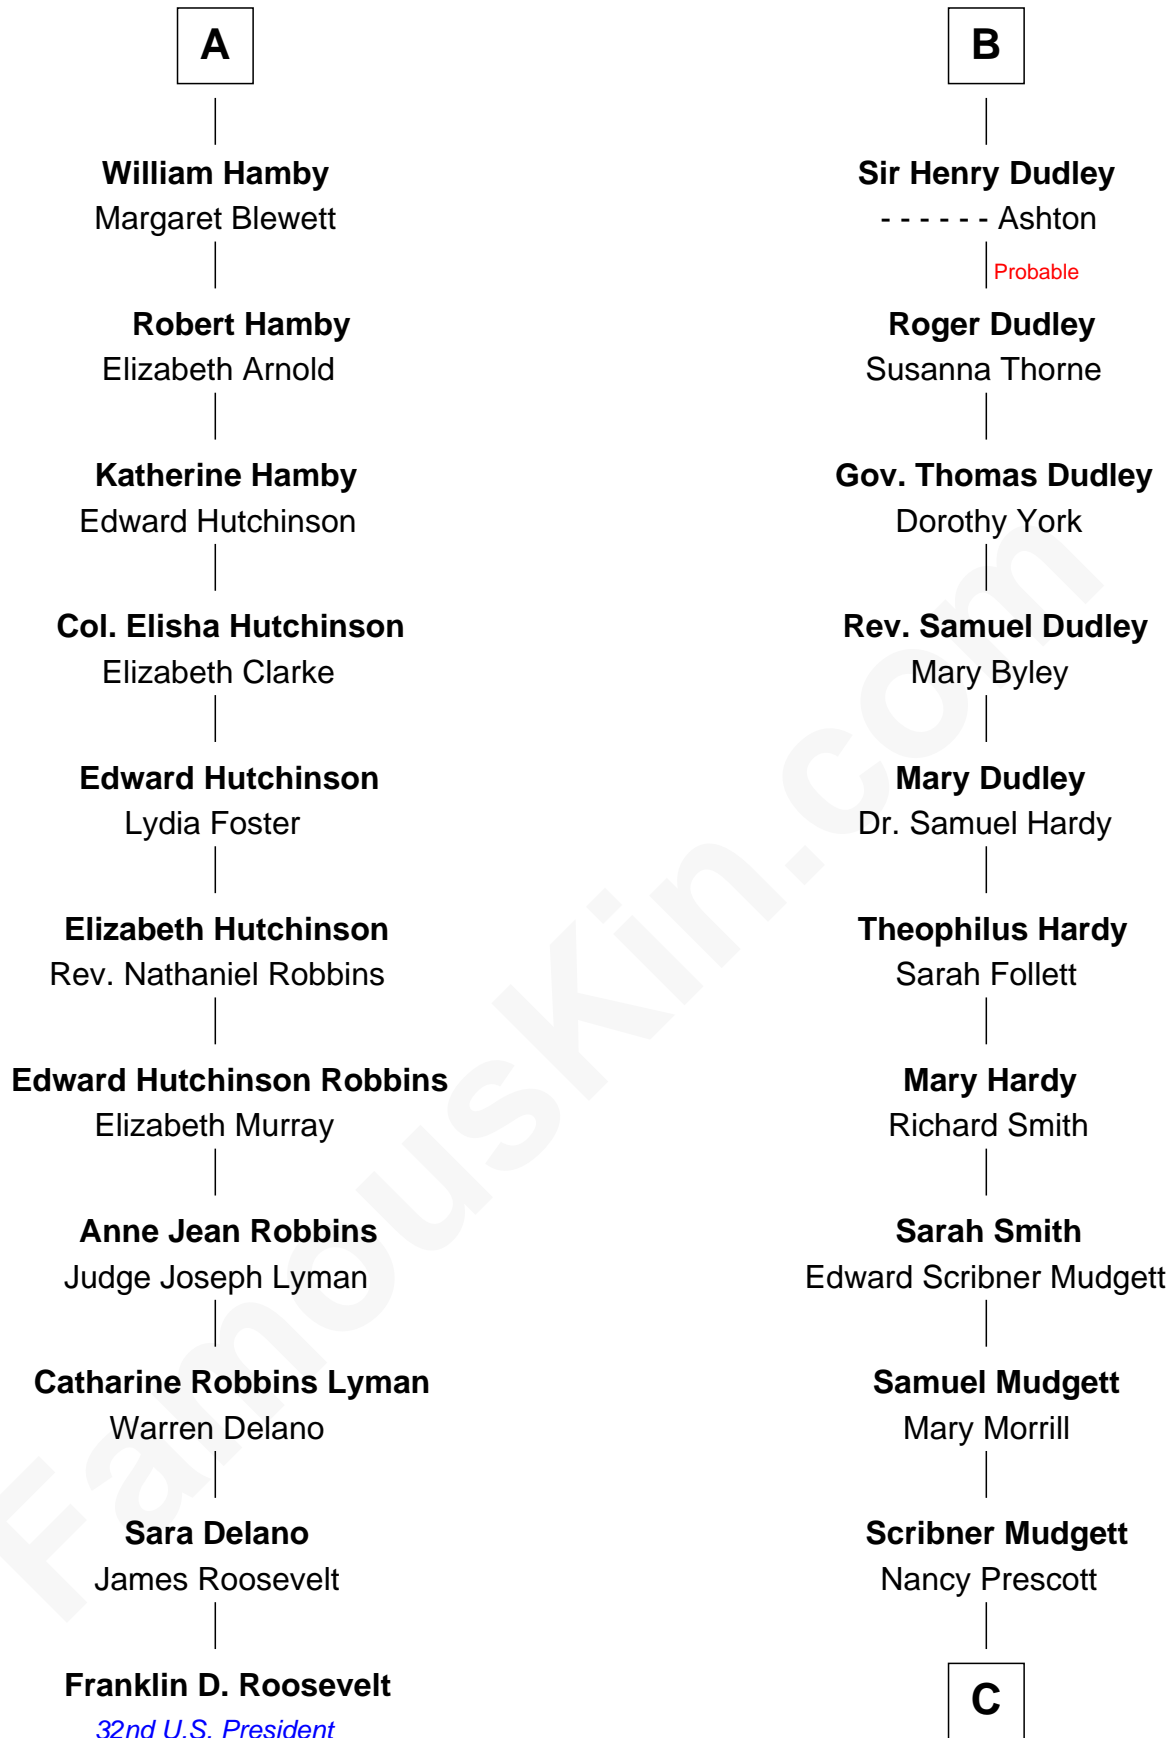 A
William Hamby
Margaret Blewett
Robert Hamby
Elizabeth Arnold
Katherine Hamby
Edward Hutchinson
Col. Elisha Hutchinson
Elizabeth Clarke
Edward Hutchinson
Lydia Foster
Elizabeth Hutchinson
Rev. Nathaniel Robbins
Edward Hutchinson Robbins
Elizabeth Murray
Anne Jean Robbins
Judge Joseph Lyman
Catharine Robbins Lyman
Warren Delano
Sara Delano
James Roosevelt
Franklin D. Roosevelt
32nd U.S. President
B
Sir Henry Dudley
- - - - - - Ashton
Probable
Roger Dudley
Susanna Thorne
Gov. Thomas Dudley
Dorothy York
Rev. Samuel Dudley
Mary Byley
Mary Dudley
Dr. Samuel Hardy
Theophilus Hardy
Sarah Follett
Mary Hardy
Richard Smith
Sarah Smith
Edward Scribner Mudgett
Samuel Mudgett
Mary Morrill
Scribner Mudgett
Nancy Prescott
C
FamousKin.com